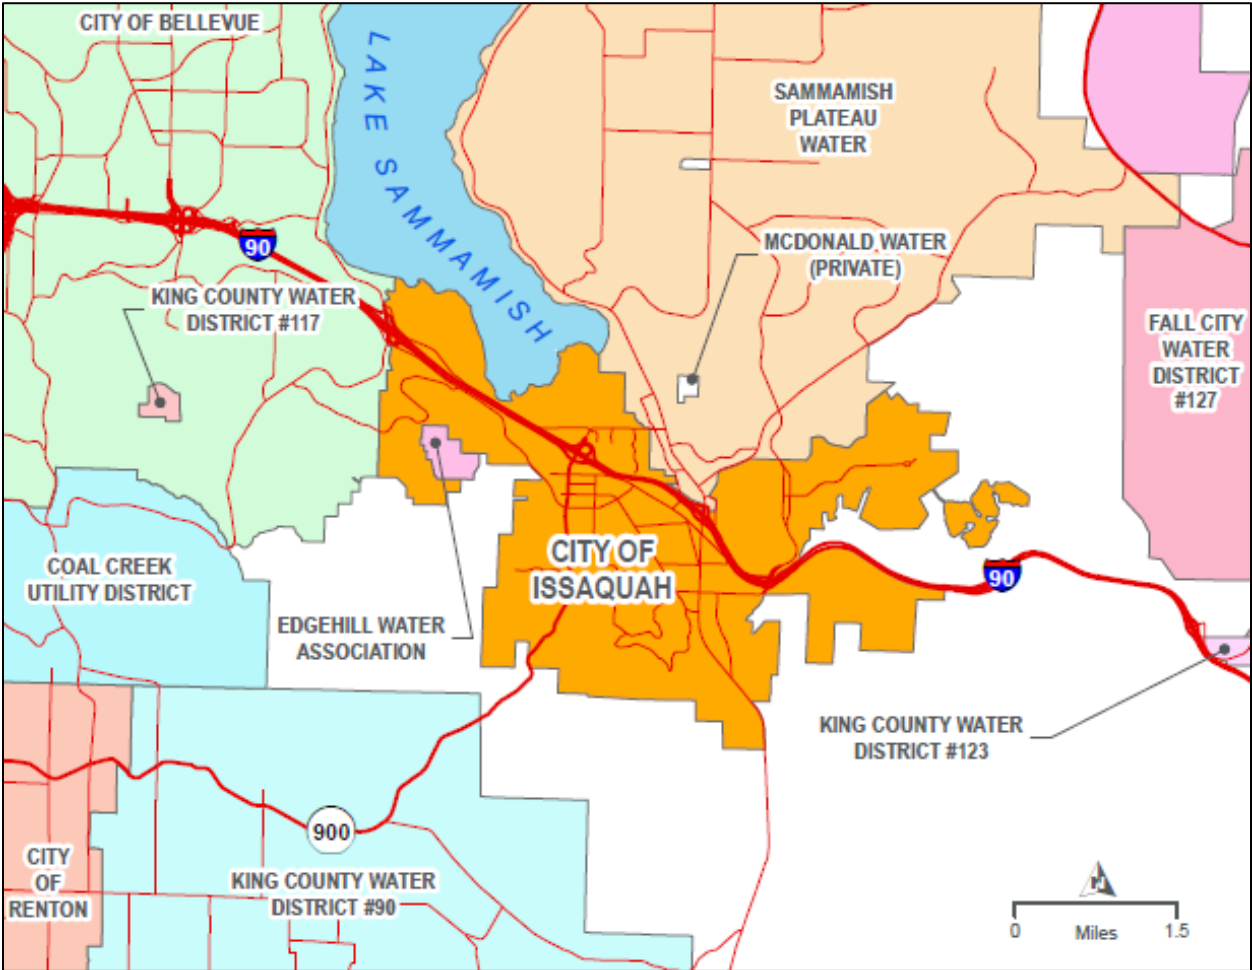 CITY OF BELLEVUE
LAKE SAMMAMISH
SAMMAMISH
PLATEAU
WATER
90
MCDONALD WATER
(PRIVATE)
KING COUNTY WATER
DISTRICT #117
FALL CITY
WATER
DISTRICT
#127
CITY OF
ISSAQUAH
COAL CREEK
UTILITY DISTRICT
90
EDGEHILL WATER
ASSOCIATION
KING COUNTY WATER
DISTRICT #123
900
CITY
OF
RENTON
KING COUNTY WATER
DISTRICT #90
N
0 Miles 1.5